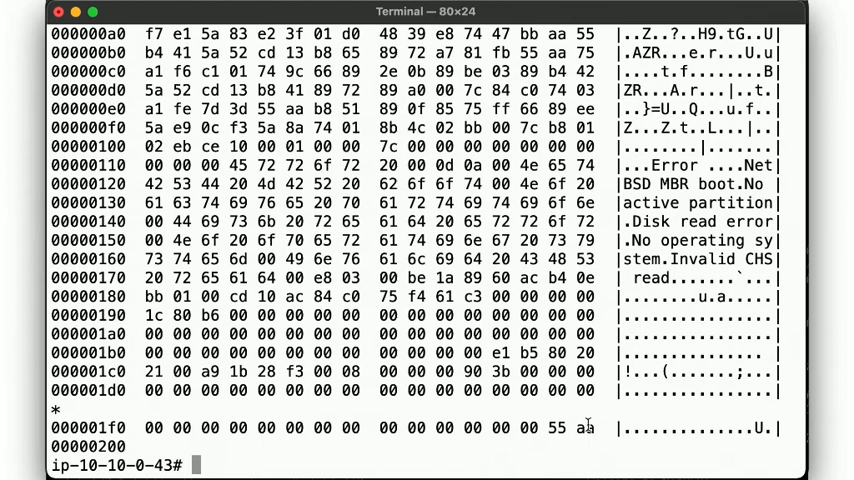 Terminal — 80×24
000000a0  f7 e1 5a 83 e2 3f 01 d0  48 39 e8 74 47 bb aa 55  |..Z..?..H9.tG..U|
000000b0  b4 41 5a 52 cd 13 b8 65  89 72 a7 81 fb 55 aa 75  |.AZR...e.r...U.u|
000000c0  a1 f6 c1 01 74 9c 66 89  2e 0b 89 be 03 89 b4 42  |....t.f........B|
000000d0  5a 52 cd 13 b8 41 89 72  89 a0 00 7c 84 c0 74 03  |ZR...A.r...|..t.|
000000e0  a1 fe 7d 3d 55 aa b8 51  89 0f 85 75 ff 66 89 ee  |..}=U..Q...u.f..|
000000f0  5a e9 0c f3 5a 8a 74 01  8b 4c 02 bb 00 7c b8 01  |Z...Z.t..L...|..|
00000100  02 eb ce 10 00 01 00 00  7c 00 00 00 00 00 00 00  |........|.......|
00000110  00 00 00 45 72 72 6f 72  20 00 0d 0a 00 4e 65 74  |...Error ....Net|
00000120  42 53 44 20 4d 42 52 20  62 6f 6f 74 00 4e 6f 20  |BSD MBR boot.No |
00000130  61 63 74 69 76 65 20 70  61 72 74 69 74 69 6f 6e  |active partition|
00000140  00 44 69 73 6b 20 72 65  61 64 20 65 72 72 6f 72  |.Disk read error|
00000150  00 4e 6f 20 6f 70 65 72  61 74 69 6e 67 20 73 79  |.No operating sy|
00000160  73 74 65 6d 00 49 6e 76  61 6c 69 64 20 43 48 53  |stem.Invalid CHS|
00000170  20 72 65 61 64 00 e8 03  00 be 1a 89 60 ac b4 0e  | read.......`...|
00000180  bb 01 00 cd 10 ac 84 c0  75 f4 61 c3 00 00 00 00  |........u.a.....|
00000190  1c 80 b6 00 00 00 00 00  00 00 00 00 00 00 00 00  |................|
000001a0  00 00 00 00 00 00 00 00  00 00 00 00 00 00 00 00  |................|
000001b0  00 00 00 00 00 00 00 00  00 00 00 00 e1 b5 80 20  |............... |
000001c0  21 00 a9 1b 28 f3 00 08  00 00 00 00 90 3b 00 00  |!...(........;..|
000001d0  00 00 00 00 00 00 00 00  00 00 00 00 00 00 00 00  |................|
*
000001f0  00 00 00 00 00 00 00 00  00 00 00 00 00 00 55 aa  |..............U.|
00000200
ip-10-10-0-43#